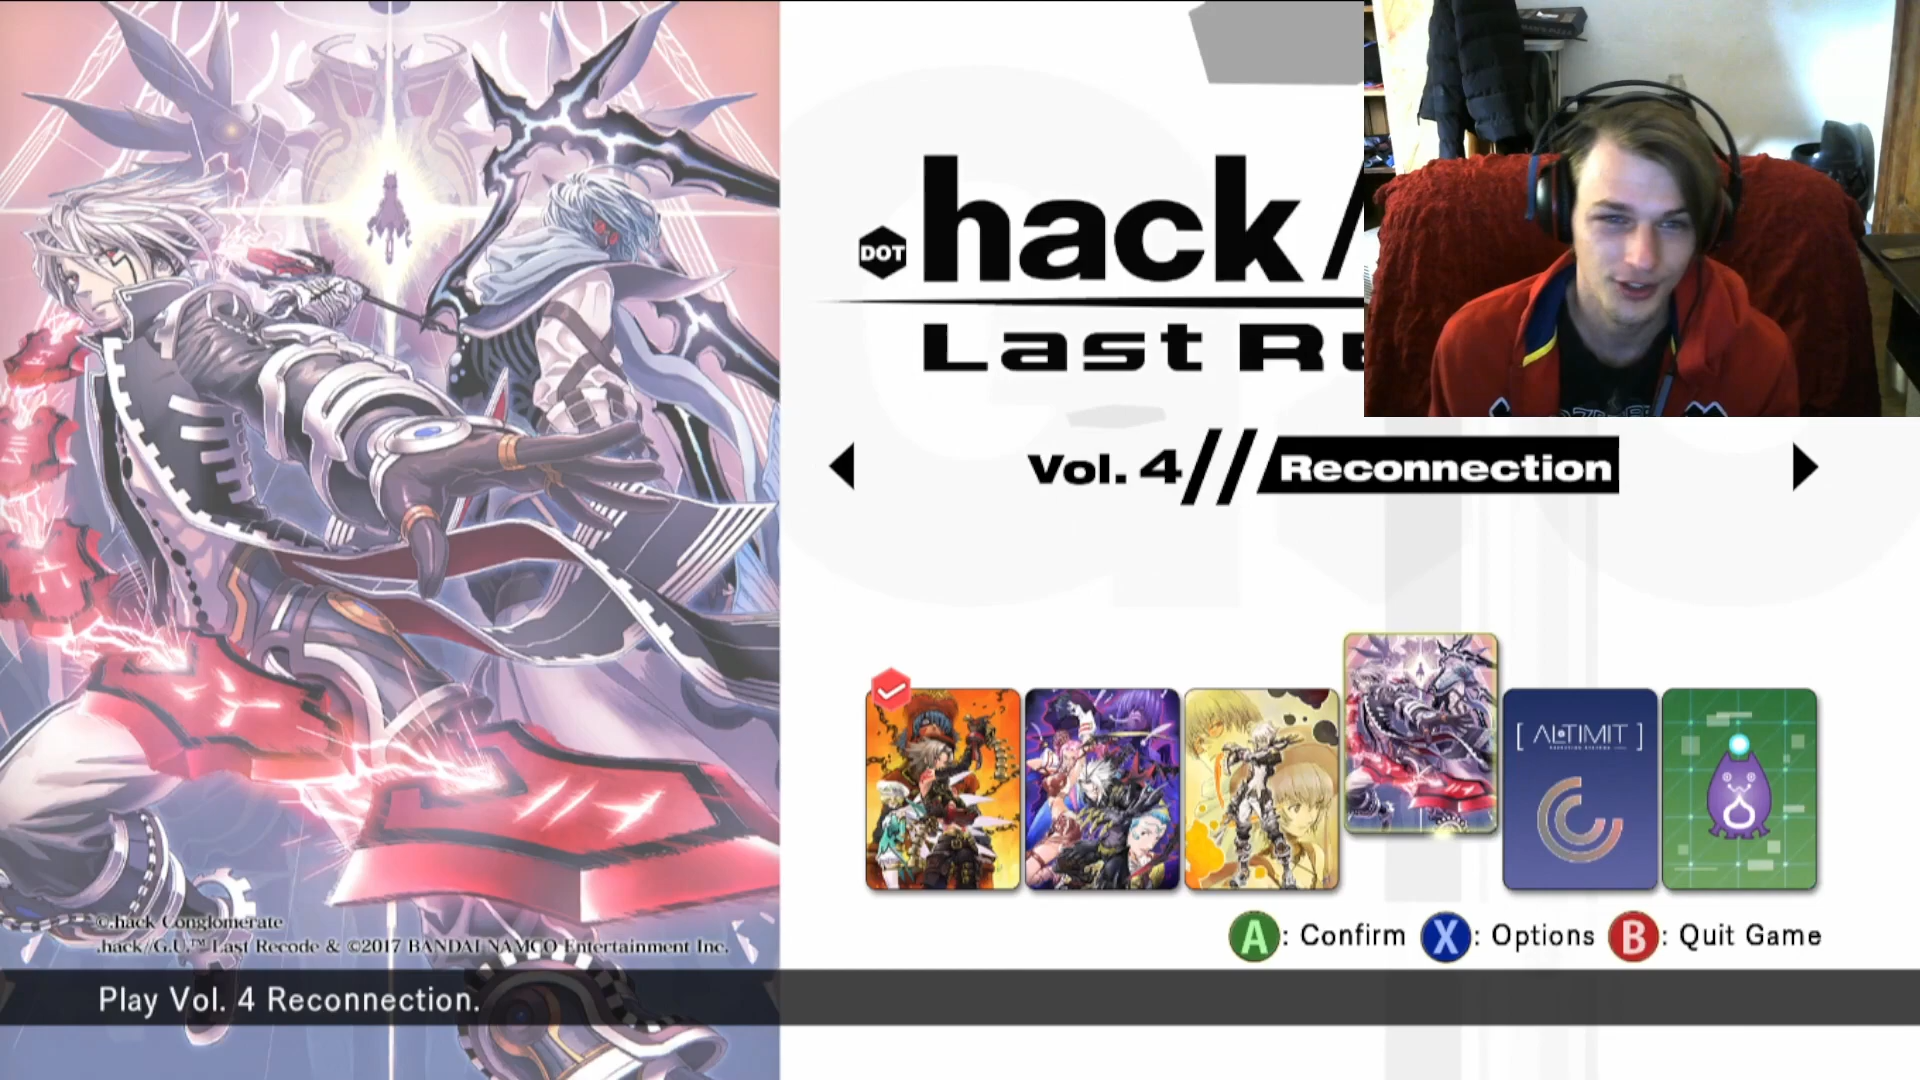 DOT
.hack/
Last Re
Vol. 4//Reconnection
[ ALTIMIT ]
A: Confirm X: Options B: Quit Game
©.hack Conglomerate
.hack//G.U.™ Last Recode & ©2017 BANDAI NAMCO Entertainment Inc.
Play Vol. 4 Reconnection.